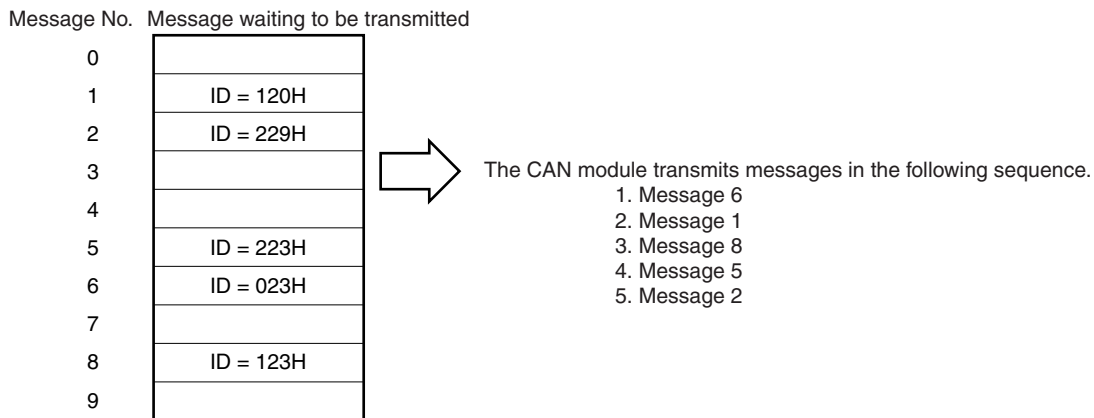 Message No. Message waiting to be transmitted
0
1 ID = 120H
2 ID = 229H
3
4
5 ID = 223H
6 ID = 023H
7
8 ID = 123H
9
The CAN module transmits messages in the following sequence.
1. Message 6
2. Message 1
3. Message 8
4. Message 5
5. Message 2